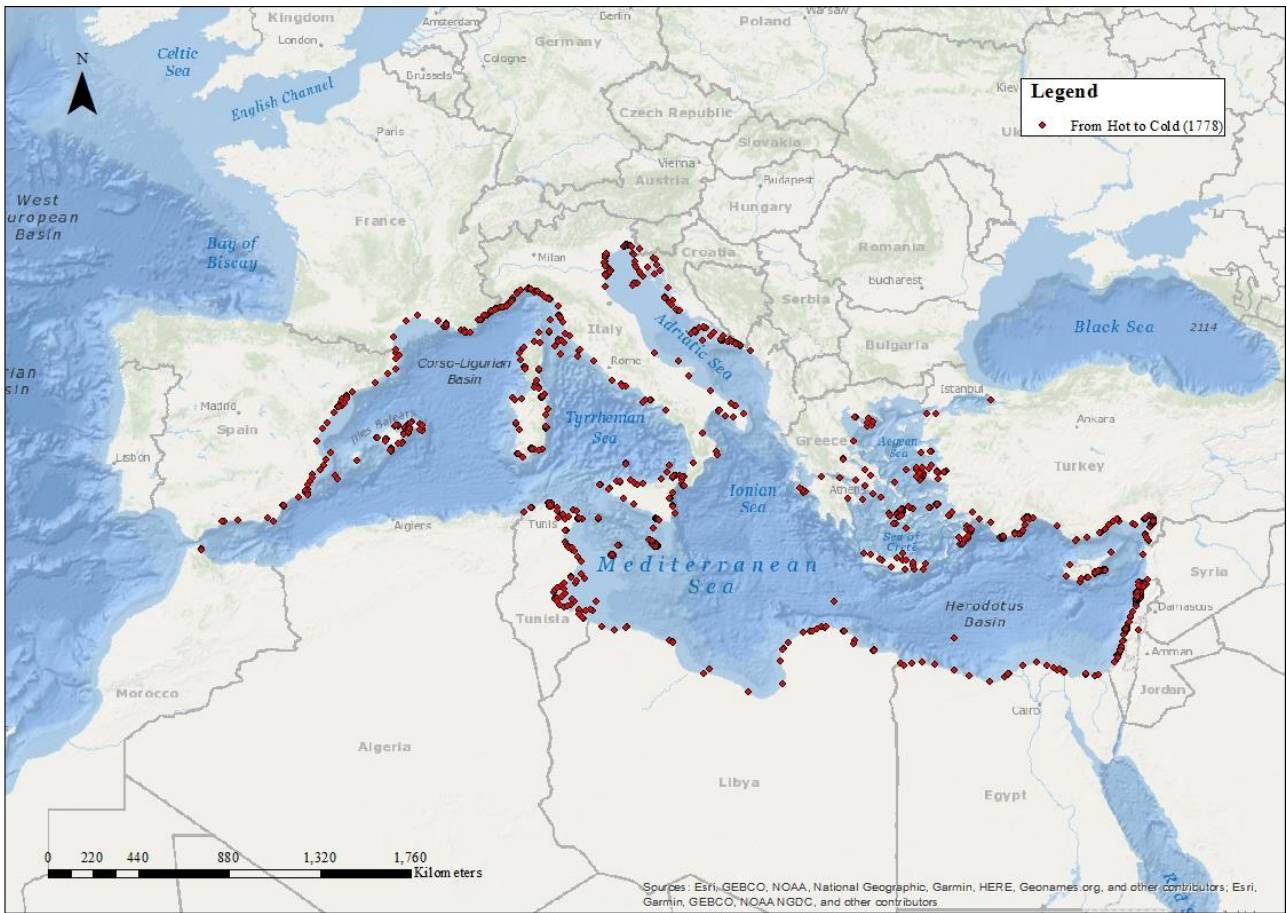 Kingdom
London
Celtic
Sea
English Channel
Amsterdam
Brussels
Cologne
Germany
Berlin
Poland
Warsaw
Paris
France
Czech Republic
Slovakia
Vienna
Austria
Budapest
Hungary
Romania
Bucharest
N
Legend
From Hot to Cold (1778)
West
uropean
Basin
Bay of
Biscay
Milan
Croatia
Serbia
Bulgaria
Black Sea
2114
Italy
Adriatic Sea
Rome
Corso-Ligurian
Basin
Tyrrhenian
Sea
Madrid
Spain
Illes Balears
Lisbon
Istanbul
Ankara
Turkey
Greece
Aegean
Sea
Athens
Ionian
Sea
Sea of
Crete
Algiers
Tunis
Mediterranean
Sea
Herodotus
Basin
Syria
Damascus
Amman
Jordan
Tunisia
Morocco
Algeria
Libya
Cairo
Egypt
0 220 440 880 1,320 1,760
Kilometers
Sources: Esri, GEBCO, NOAA, National Geographic, Garmin, HERE, Geonames.org, and other contributors; Esri,
Garmin, GEBCO, NOAA NGDC, and other contributors